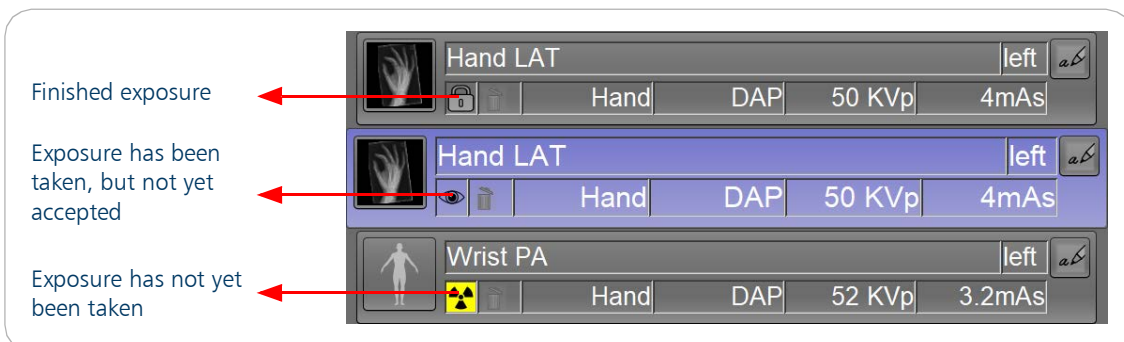 Hand LAT left
Finished exposure
Hand DAP 50 KVp 4mAs
Exposure has been
taken, but not yet
accepted
Hand LAT left
Hand DAP 50 KVp 4mAs
Exposure has not yet
been taken
Wrist PA left
Hand DAP 52 KVp 3.2mAs